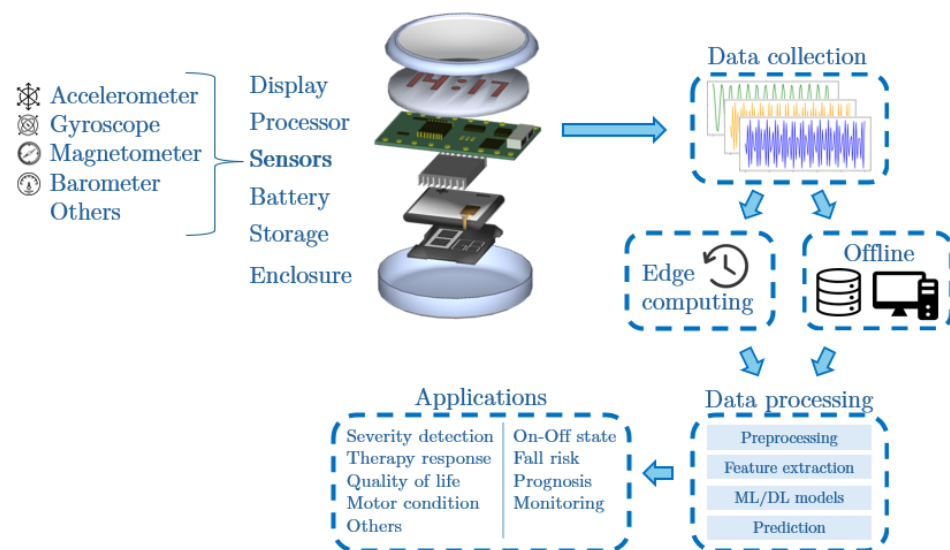 Accelerometer
Gyroscope
Magnetometer
Barometer
Others
Display
Processor
Sensors
Battery
Storage
Enclosure
14:17
Data collection
Edge
computing
Offline
Data processing
Preprocessing
Feature extraction
ML/DL models
Prediction
Applications
Severity detection
Therapy response
Quality of life
Motor condition
Others
On-Off state
Fall risk
Prognosis
Monitoring